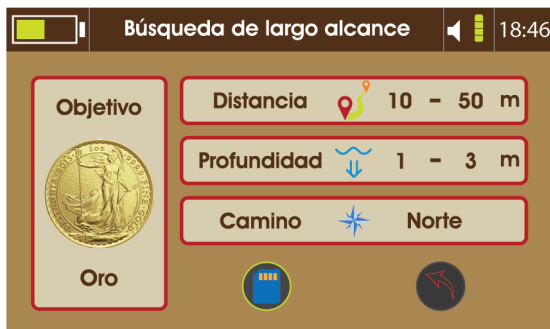 Búsqueda de largo alcance
18:46
Objetivo
Oro
Distancia 10 - 50 m
Profundidad 1 - 3 m
Camino Norte